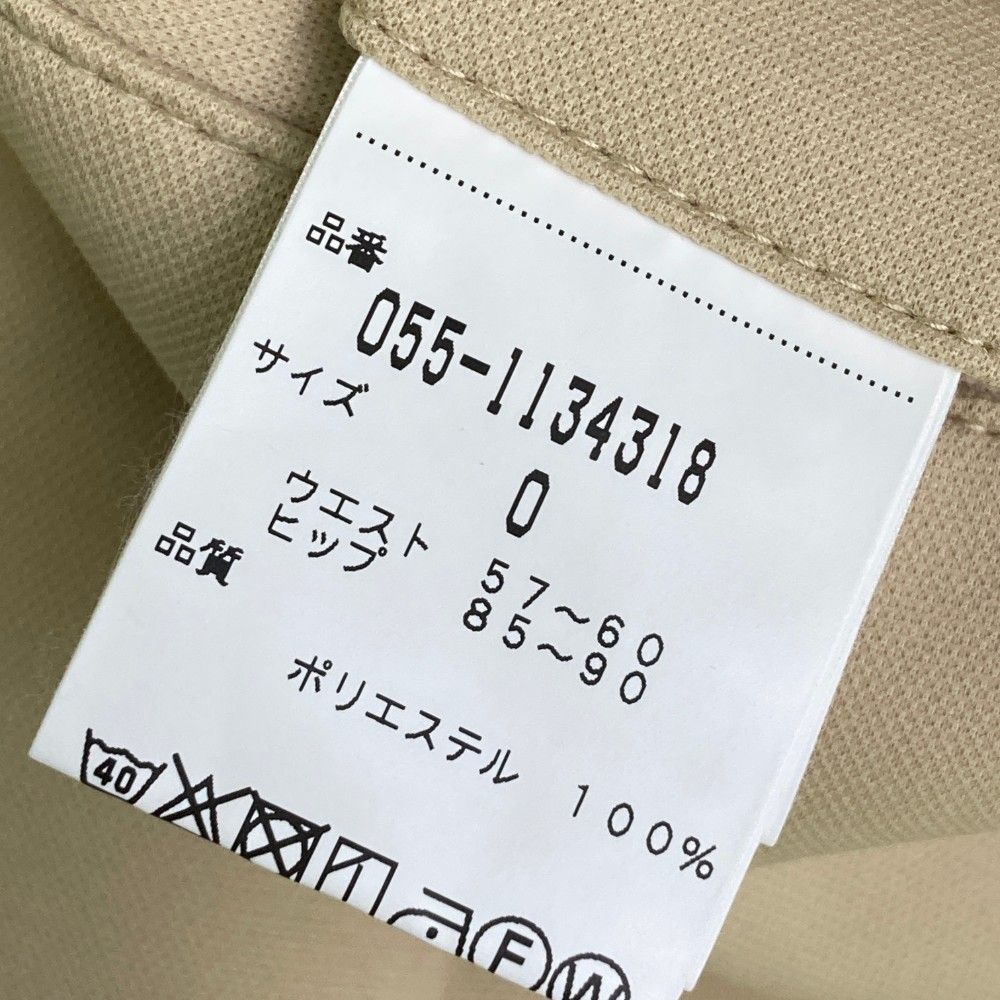 品番
055-1134318
サイズ
0
ウエスト 57～60
ヒップ 85～90
品質
ポリエステル 100%
40
F W